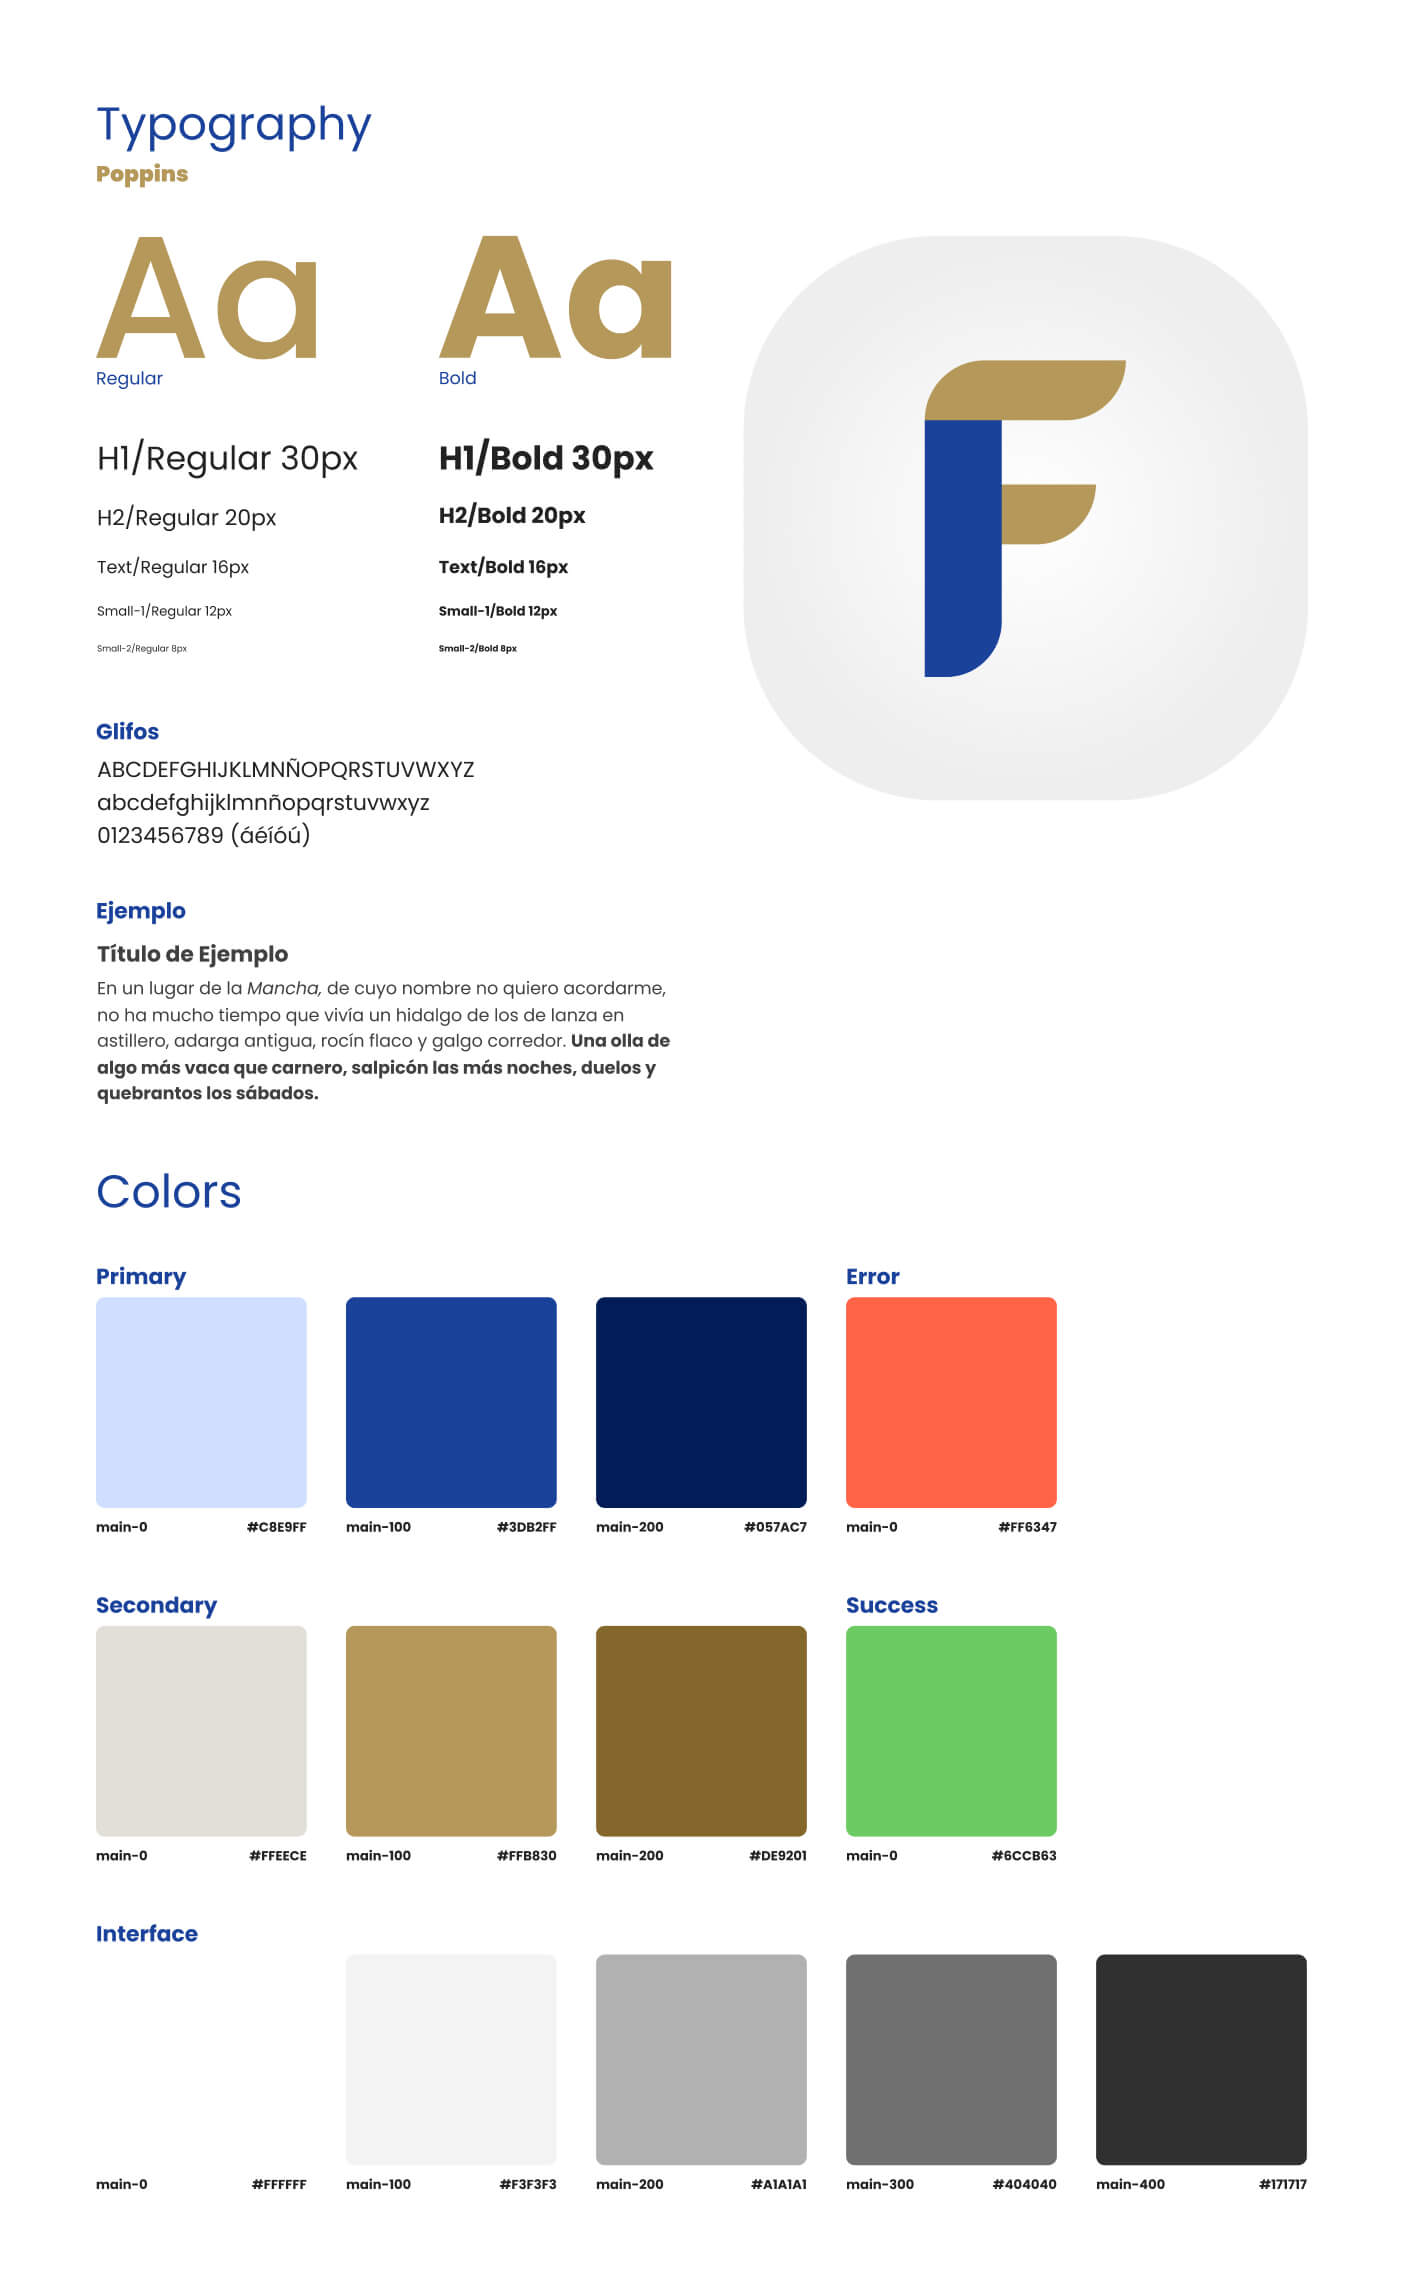 Typography
Poppins
Aa
Aa
Regular
Bold
H1/Regular 30px
H1/Bold 30px
H2/Regular 20px
H2/Bold 20px
Text/Regular 16px
Text/Bold 16px
Small-1/Regular 12px
Small-1/Bold 12px
Small-2/Regular 8px
Small-2/Bold 8px
F
Glifos
ABCDEFGHIJKLMNÑOPQRSTUVWXYZ
abcdefghijklmnñopqrstuvwxyz
0123456789 (áéíóú)
Ejemplo
Título de Ejemplo
En un lugar de la Mancha, de cuyo nombre no quiero acordarme,
no ha mucho tiempo que vivía un hidalgo de los de lanza en
astillero, adarga antigua, rocín flaco y galgo corredor. Una olla de
algo más vaca que carnero, salpicón las más noches, duelos y
quebrantos los sábados.
Colors
Primary
Error
main-0 #C8E9FF
main-100 #3DB2FF
main-200 #057AC7
main-0 #FF6347
Secondary
Success
main-0 #FFEECE
main-100 #FFB830
main-200 #DE9201
main-0 #6CCB63
Interface
main-0 #FFFFFF
main-100 #F3F3F3
main-200 #A1A1A1
main-300 #404040
main-400 #171717